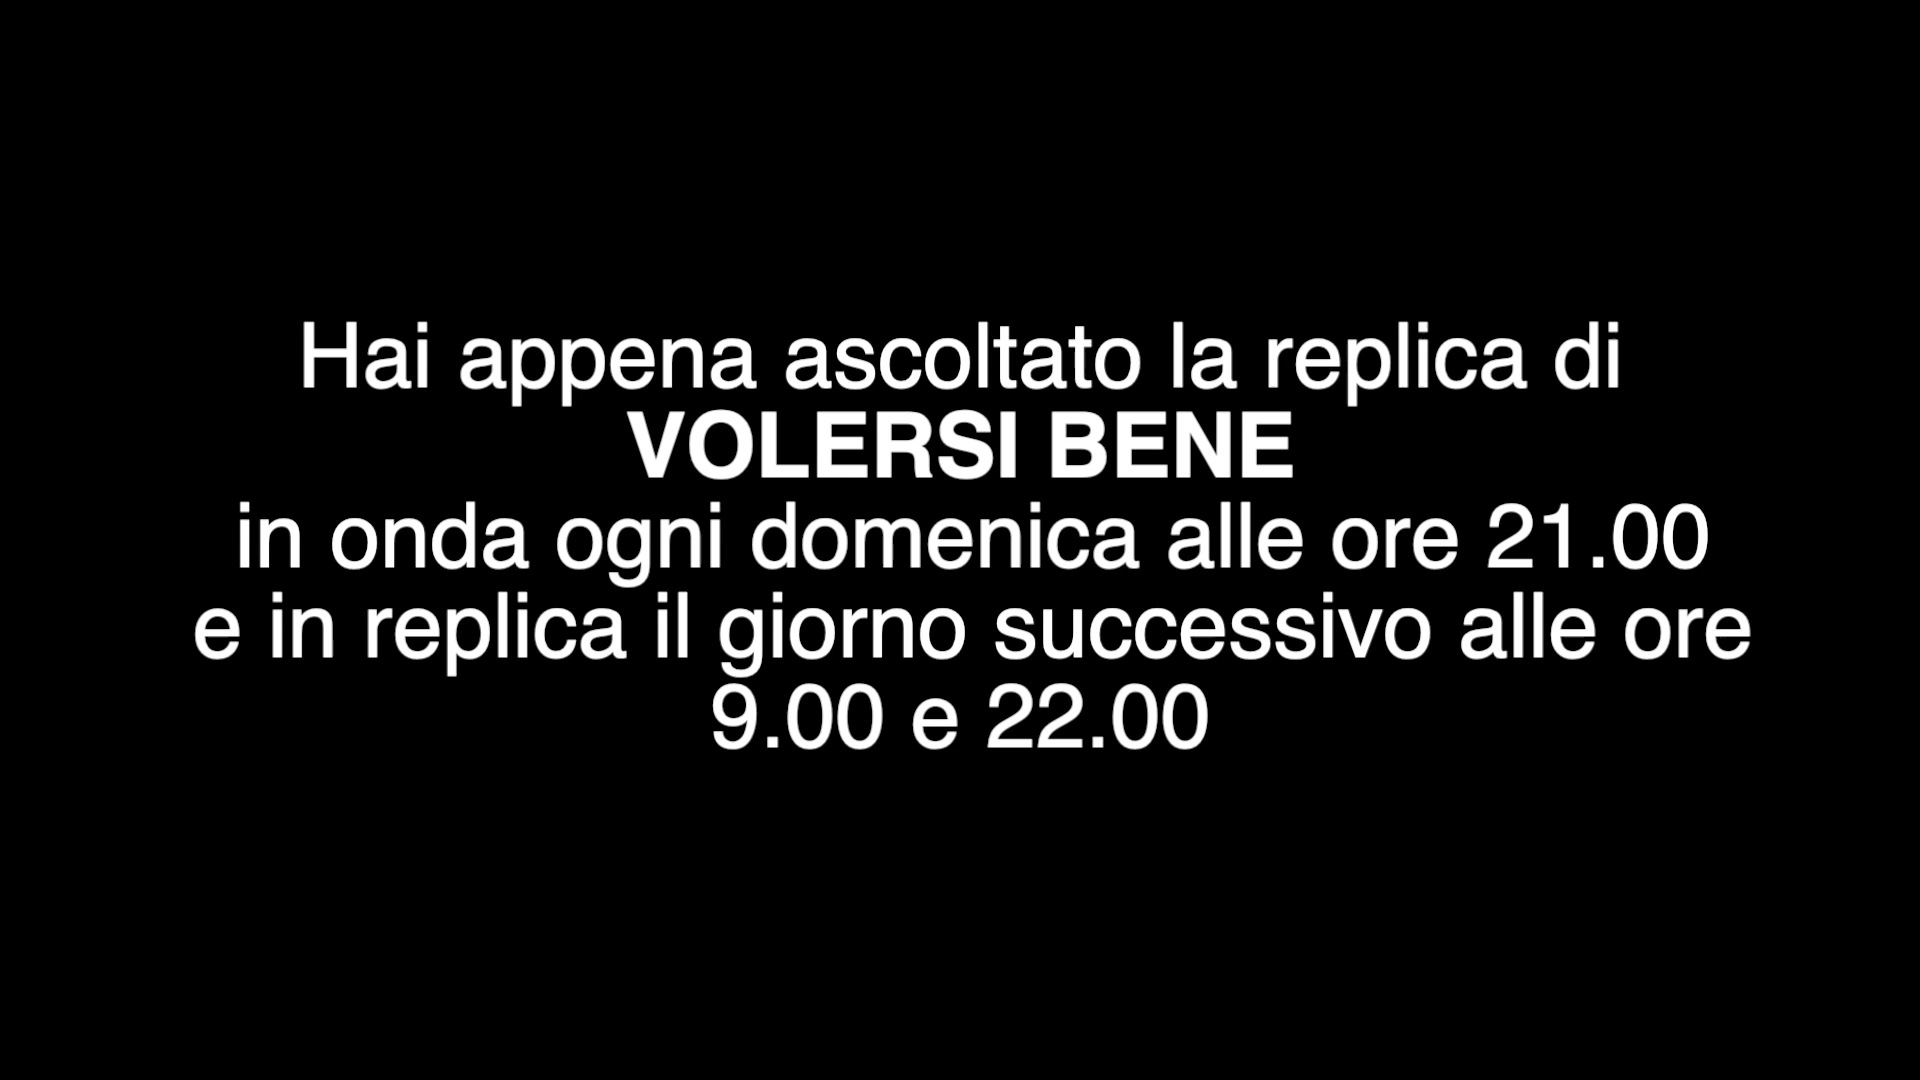 Hai appena ascoltato la replica di
VOLERSI BENE
in onda ogni domenica alle ore 21.00
e in replica il giorno successivo alle ore
9.00 e 22.00